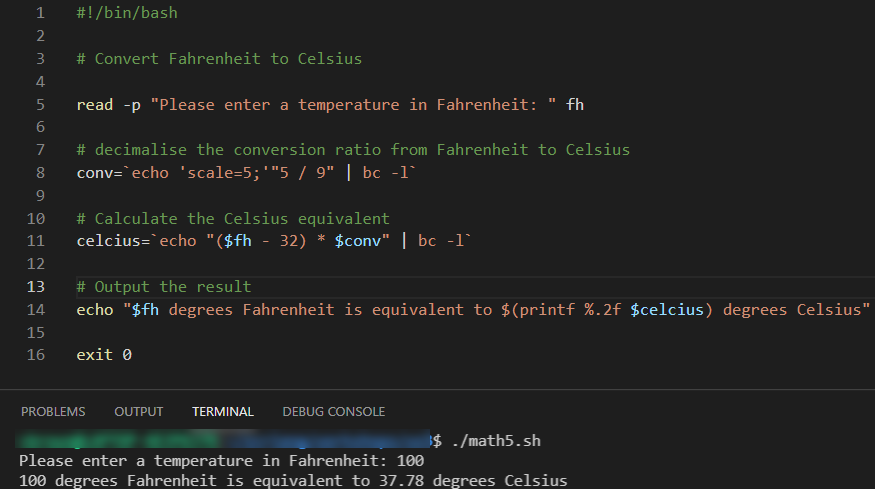 1 #!/bin/bash
2
3 # Convert Fahrenheit to Celsius
4
5 read -p "Please enter a temperature in Fahrenheit: " fh
6
7 # decimalise the conversion ratio from Fahrenheit to Celsius
8 conv=`echo 'scale=5;'"5 / 9" | bc -l`
9
10 # Calculate the Celsius equivalent
11 celcius=`echo "($fh - 32) * $conv" | bc -l`
12
13 # Output the result
14 echo "$fh degrees Fahrenheit is equivalent to $(printf %.2f $celcius) degrees Celsius"
15
16 exit 0
PROBLEMS OUTPUT TERMINAL DEBUG CONSOLE
$ ./math5.sh
Please enter a temperature in Fahrenheit: 100
100 degrees Fahrenheit is equivalent to 37.78 degrees Celsius